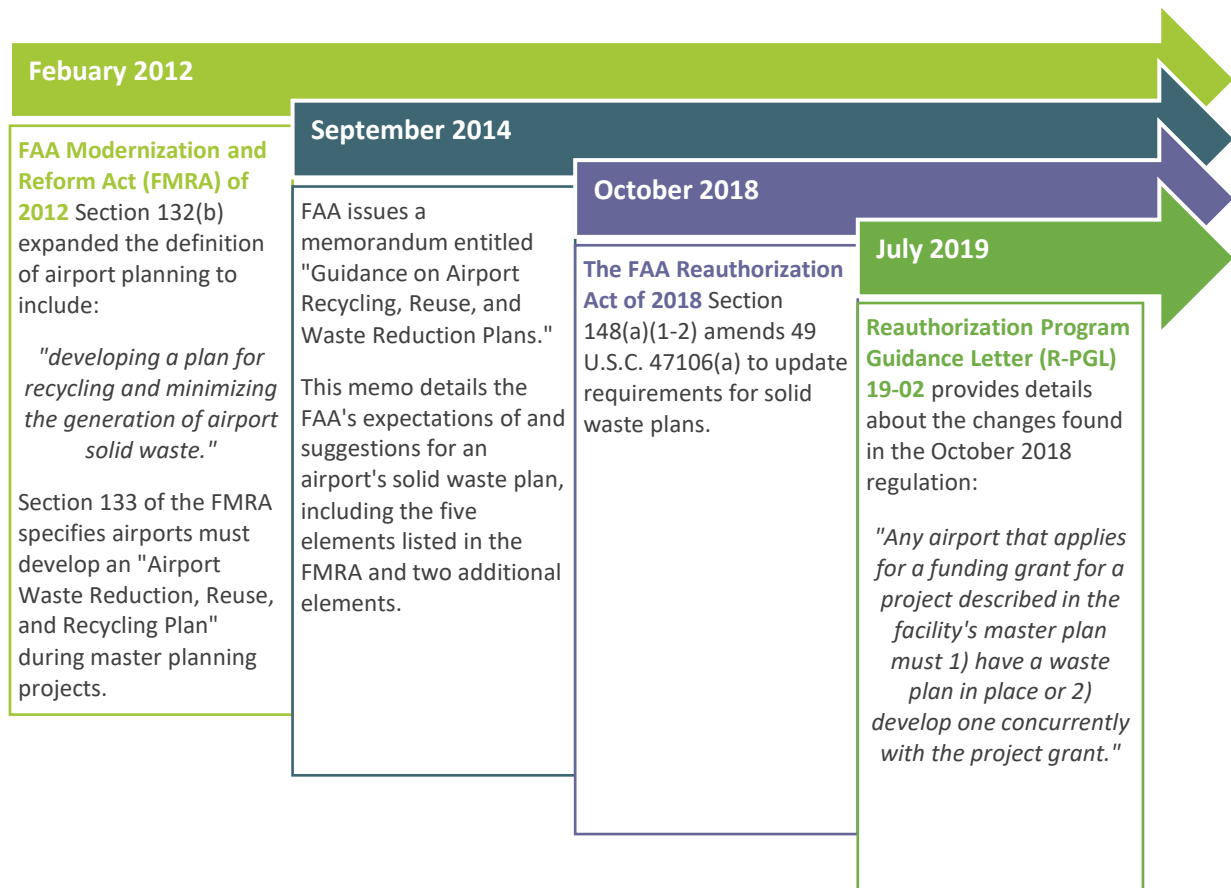 Febuary 2012
FAA Modernization and
Reform Act (FMRA) of
2012 Section 132(b)
expanded the definition
of airport planning to
include:
"developing a plan for
recycling and minimizing
the generation of airport
solid waste."
Section 133 of the FMRA
specifies airports must
develop an "Airport
Waste Reduction, Reuse,
and Recycling Plan"
during master planning
projects.
September 2014
FAA issues a
memorandum entitled
"Guidance on Airport
Recycling, Reuse, and
Waste Reduction Plans."
This memo details the
FAA's expectations of and
suggestions for an
airport's solid waste plan,
including the five
elements listed in the
FMRA and two additional
elements.
October 2018
The FAA Reauthorization
Act of 2018 Section
148(a)(1-2) amends 49
U.S.C. 47106(a) to update
requirements for solid
waste plans.
July 2019
Reauthorization Program
Guidance Letter (R-PGL)
19-02 provides details
about the changes found
in the October 2018
regulation:
"Any airport that applies
for a funding grant for a
project described in the
facility's master plan
must 1) have a waste
plan in place or 2)
develop one concurrently
with the project grant."